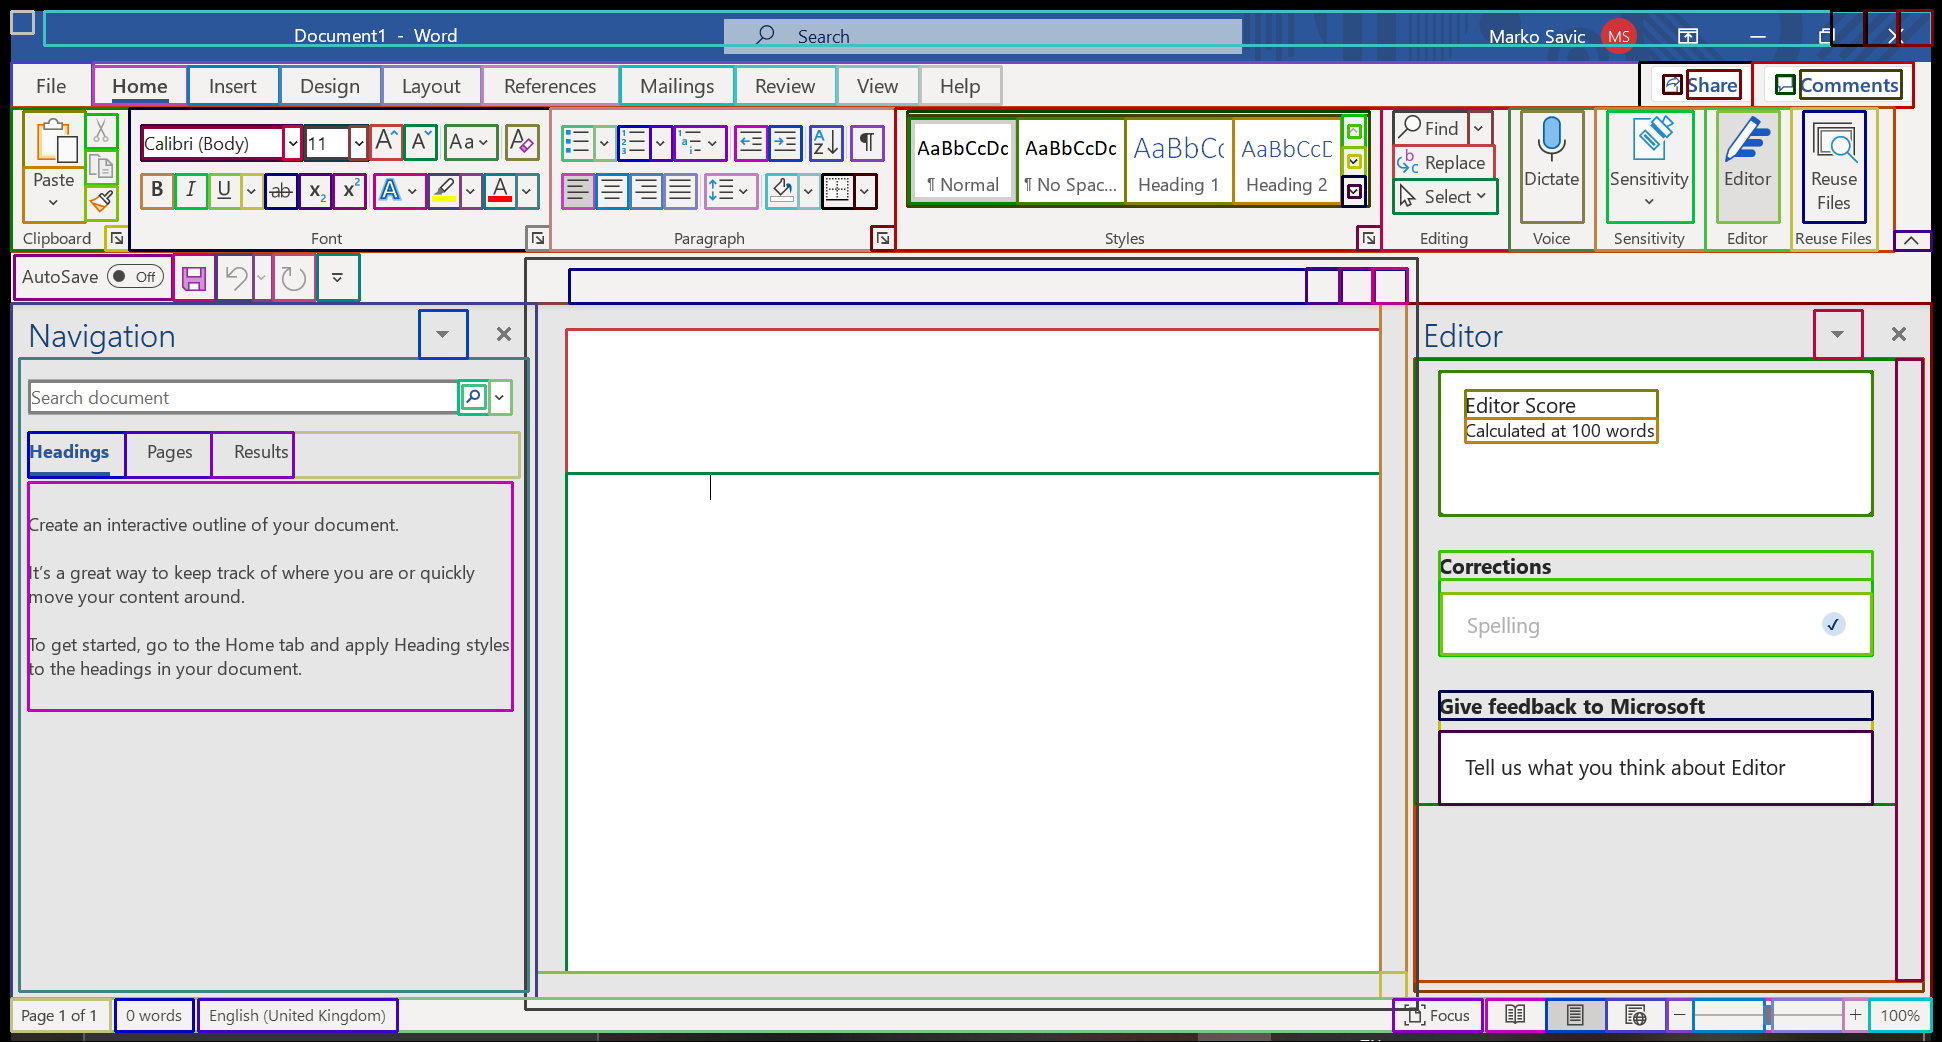 Document1 - Word
Search
Marko Savic
MS
File
Home
Insert
Design
Layout
References
Mailings
Review
View
Help
Share
Comments
Paste
Clipboard
Calibri (Body)
11
A
A
Aa
A
B
I
U
ab
x₂
x²
A
A
Font
Paragraph
AaBbCcDc
¶ Normal
AaBbCcDc
¶ No Spac...
AaBbCc
Heading 1
AaBbCcD
Heading 2
Styles
Find
Replace
Select
Editing
Dictate
Voice
Sensitivity
Sensitivity
Editor
Editor
Reuse
Files
Reuse Files
AutoSave
Off
Navigation
Search document
Headings
Pages
Results
Create an interactive outline of your document.
It's a great way to keep track of where you are or quickly
move your content around.
To get started, go to the Home tab and apply Heading styles
to the headings in your document.
Editor
Editor Score
Calculated at 100 words
Corrections
Spelling
Give feedback to Microsoft
Tell us what you think about Editor
Page 1 of 1
0 words
English (United Kingdom)
Focus
100%